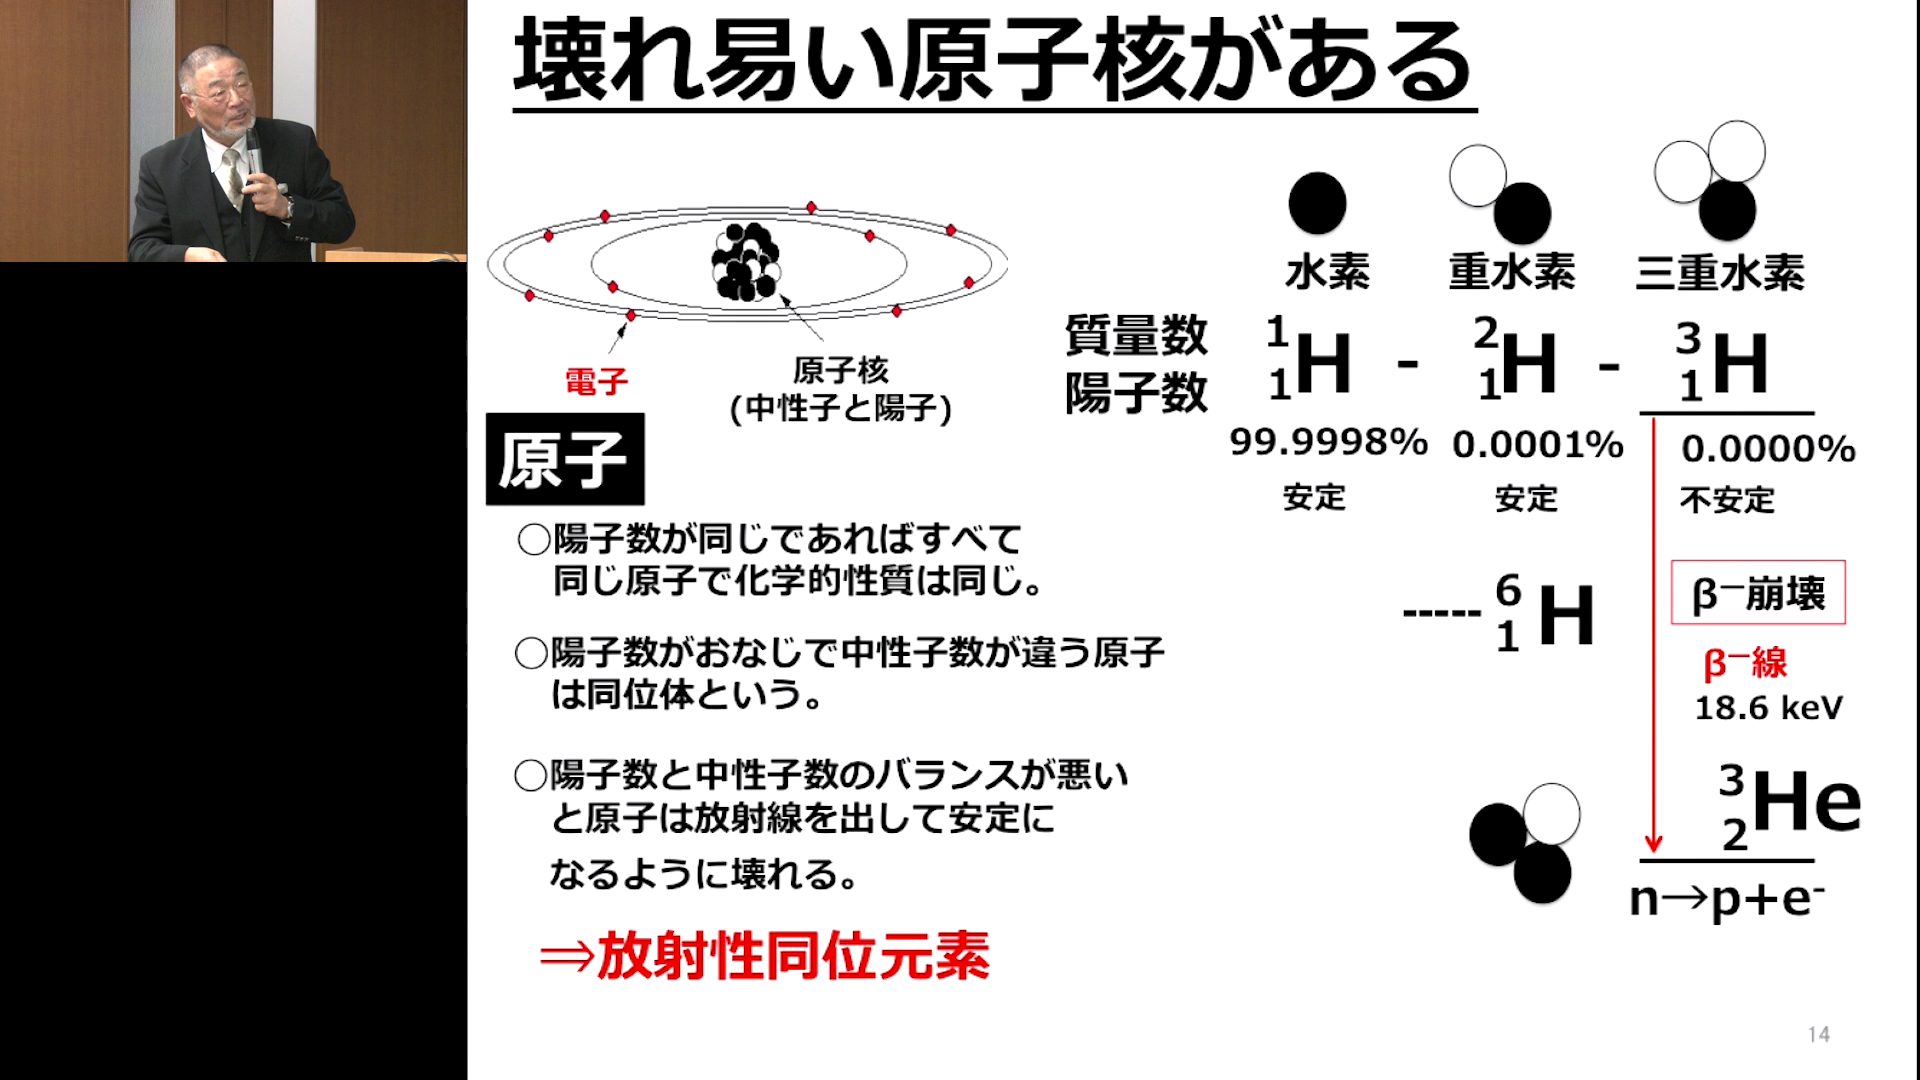 壊れ易い原子核がある
電子
原子核
(中性子と陽子)
原子
水素 重水素 三重水素
質量数
陽子数
1 1 H - 2 1 H - 3 1 H
99.9998% 0.0001% 0.0000%
安定 安定 不安定
----- 6 1 H
β−崩壊
β−線
18.6 keV
3 2 He
n→p+e-
○陽子数が同じであればすべて
同じ原子で化学的性質は同じ。
○陽子数がおなじで中性子数が違う原子
は同位体という。
○陽子数と中性子数のバランスが悪い
と原子は放射線を出して安定に
なるように壊れる。
⇒放射性同位元素
14